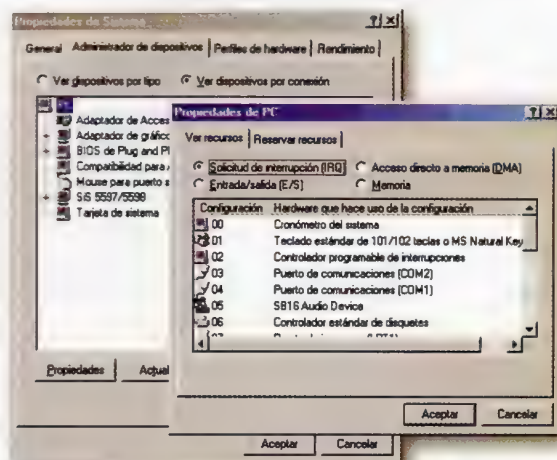 Propiedades de Sistema
General Administrador de dispositivos Perfiles de hardware Rendimiento
Ver dispositivos por tipo Ver dispositivos por conexión
Adaptador de Acces
Adaptador de gráfico
BIOS de Plug and Pl
Compatibilidad para
Mouse para puerto s
SiS 5597/5598
Tarjeta de sistema
Propiedades Actual
Aceptar Cancelar
Propiedades de PC
Ver recursos Reservar recursos
Solicitud de interrupción (IRQ) Acceso directo a memoria (DMA)
Entrada/salida (E/S) Memoria
Configuración Hardware que hace uso de la configuración
00 Cronómetro del sistema
01 Teclado estándar de 101/102 teclas o MS Natural Key
02 Controlador programable de interrupciones
03 Puerto de comunicaciones (COM2)
04 Puerto de comunicaciones (COM1)
05 SB16 Audio Device
06 Controlador estándar de disquetes
Aceptar Cancelar